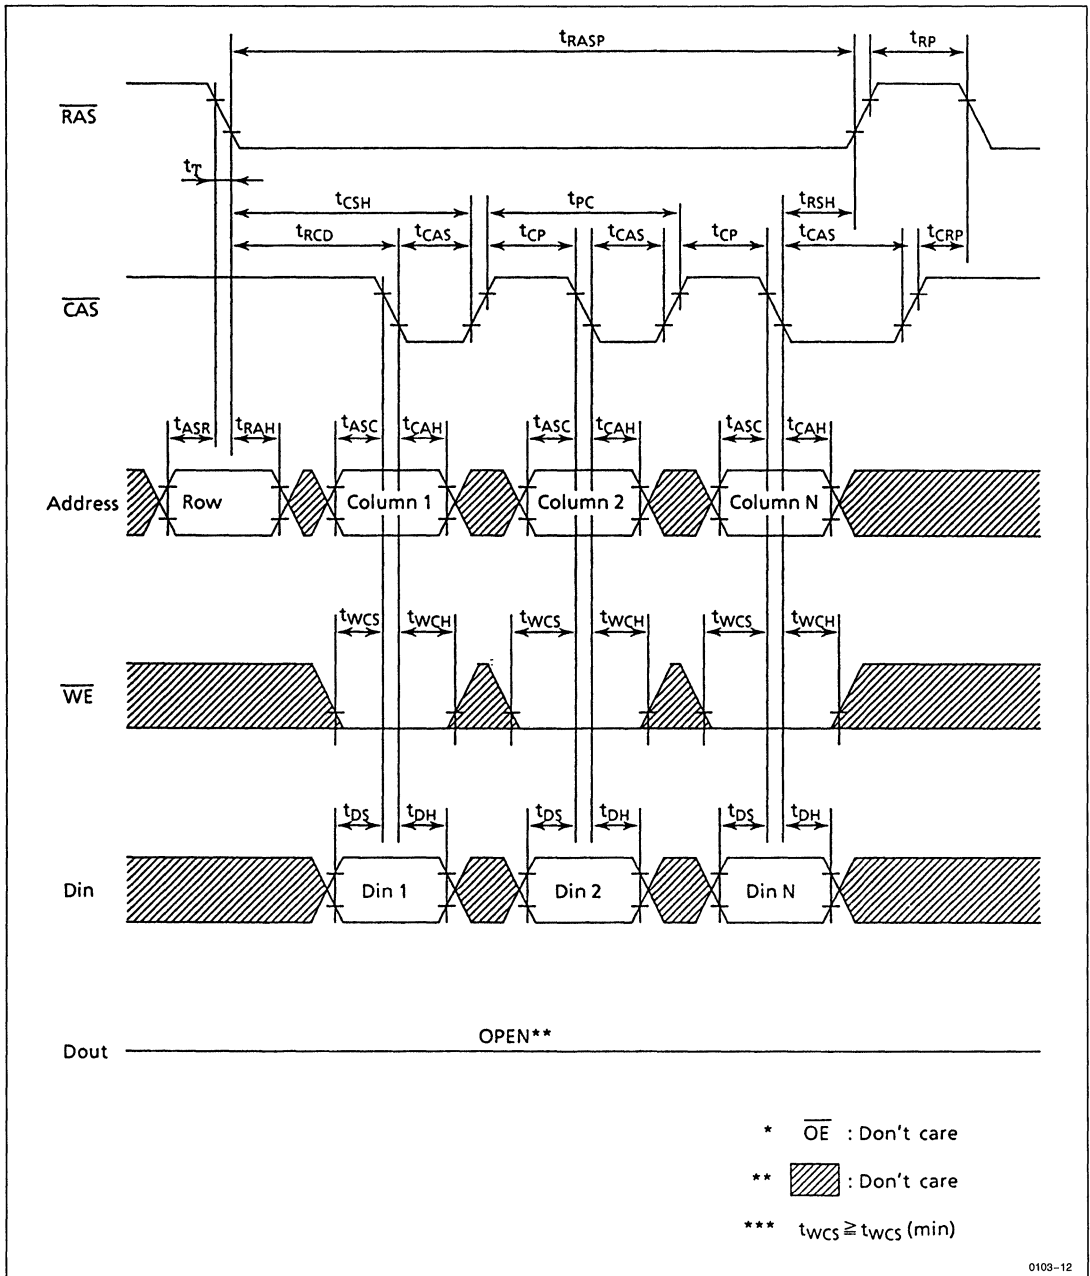 tRASP tRP
RAS
tT
tCSH tPC tRSH
tRCD tCAS tCP tCAS tCP tCAS tCRP
CAS
tASR tRAH tASC tCAH tASC tCAH tASC tCAH
Address Row Column 1 Column 2 Column N
tWCS tWCH tWCS tWCH tWCS tWCH
WE
tDS tDH tDS tDH tDS tDH
Din Din 1 Din 2 Din N
OPEN**
Dout
* OE : Don't care
** : Don't care
*** tWCS ≧ tWCS (min)
0103-12